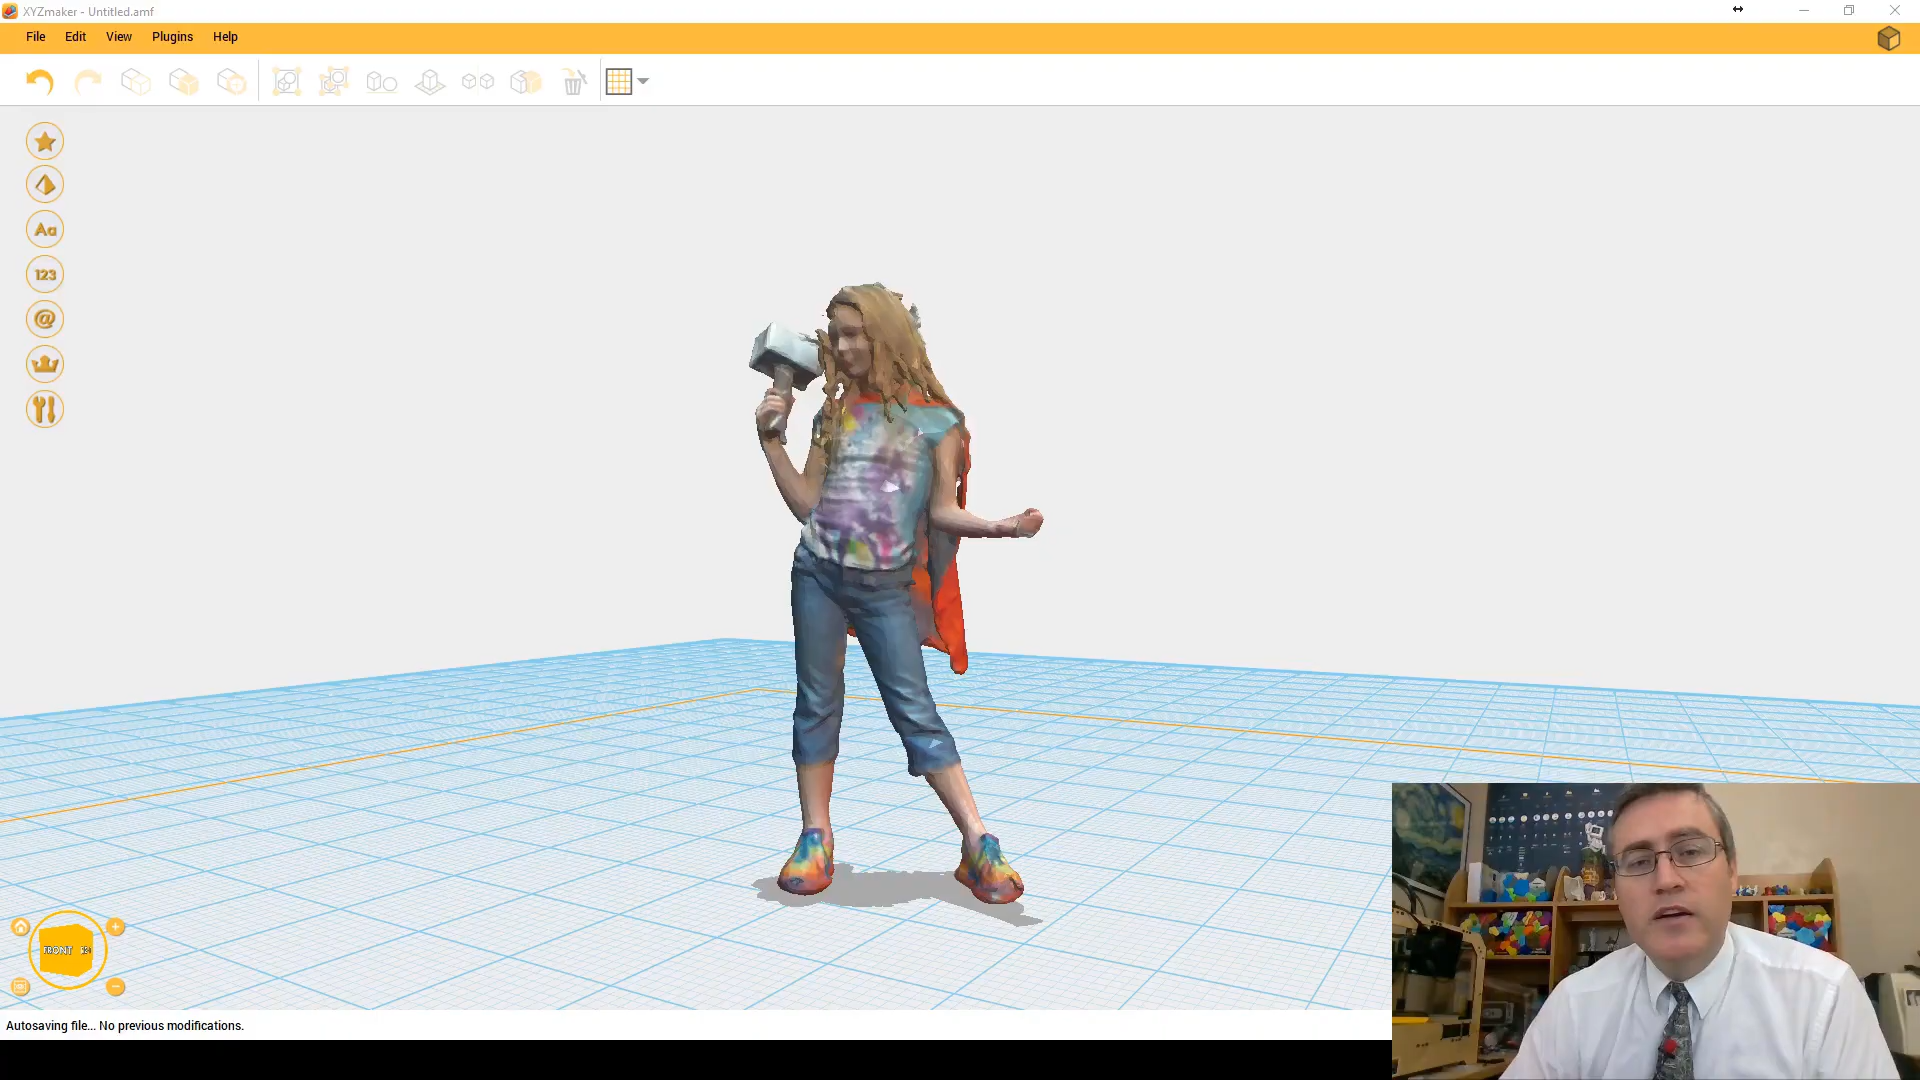 XYZmaker - Untitled.amf
File Edit View Plugins Help
Aa
123
@
FRONT
Autosaving file... No previous modifications.